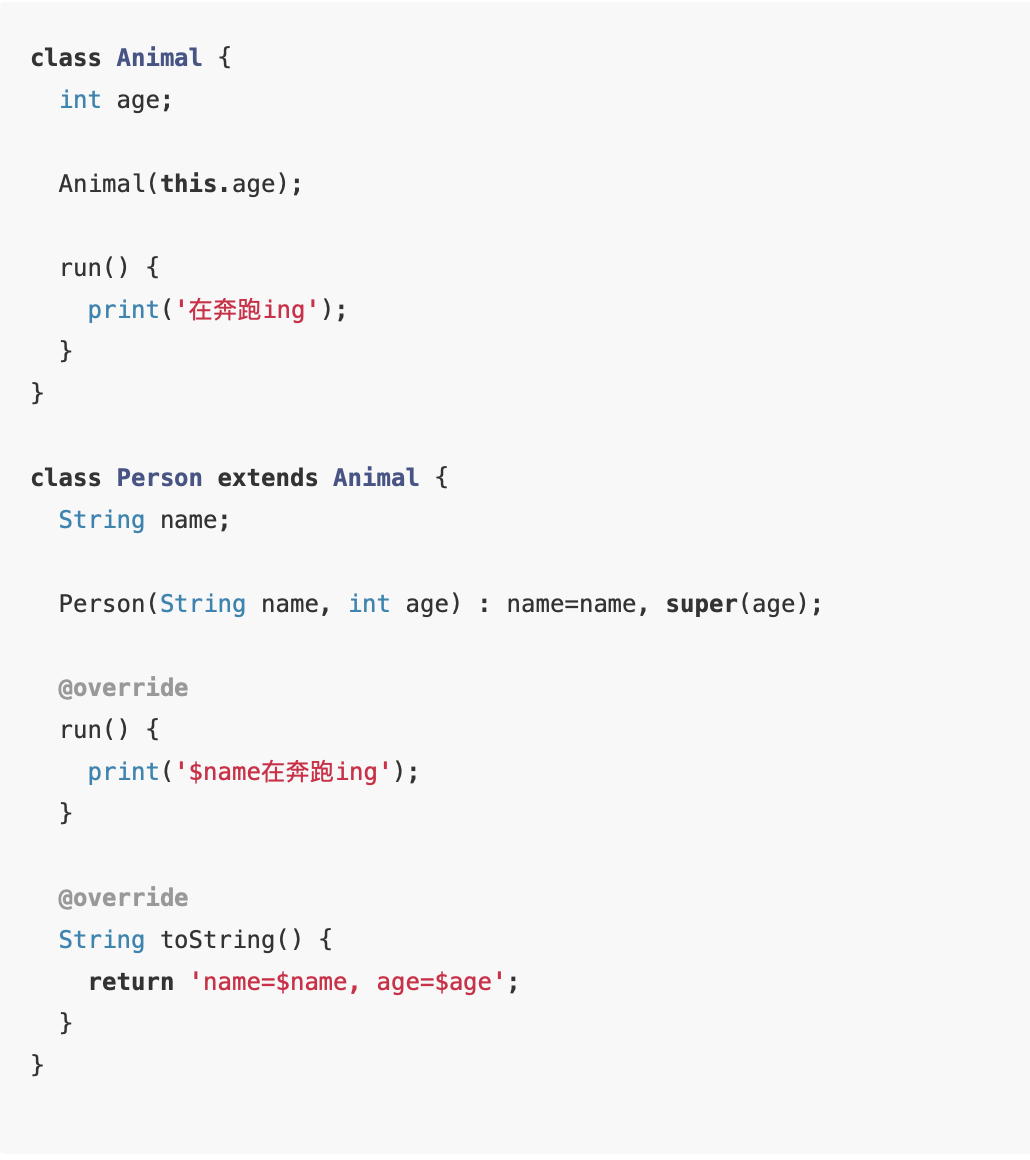 class Animal {
  int age;

  Animal(this.age);

  run() {
    print('在奔跑ing');
  }
}

class Person extends Animal {
  String name;

  Person(String name, int age) : name=name, super(age);

  @override
  run() {
    print('$name在奔跑ing');
  }

  @override
  String toString() {
    return 'name=$name, age=$age';
  }
}